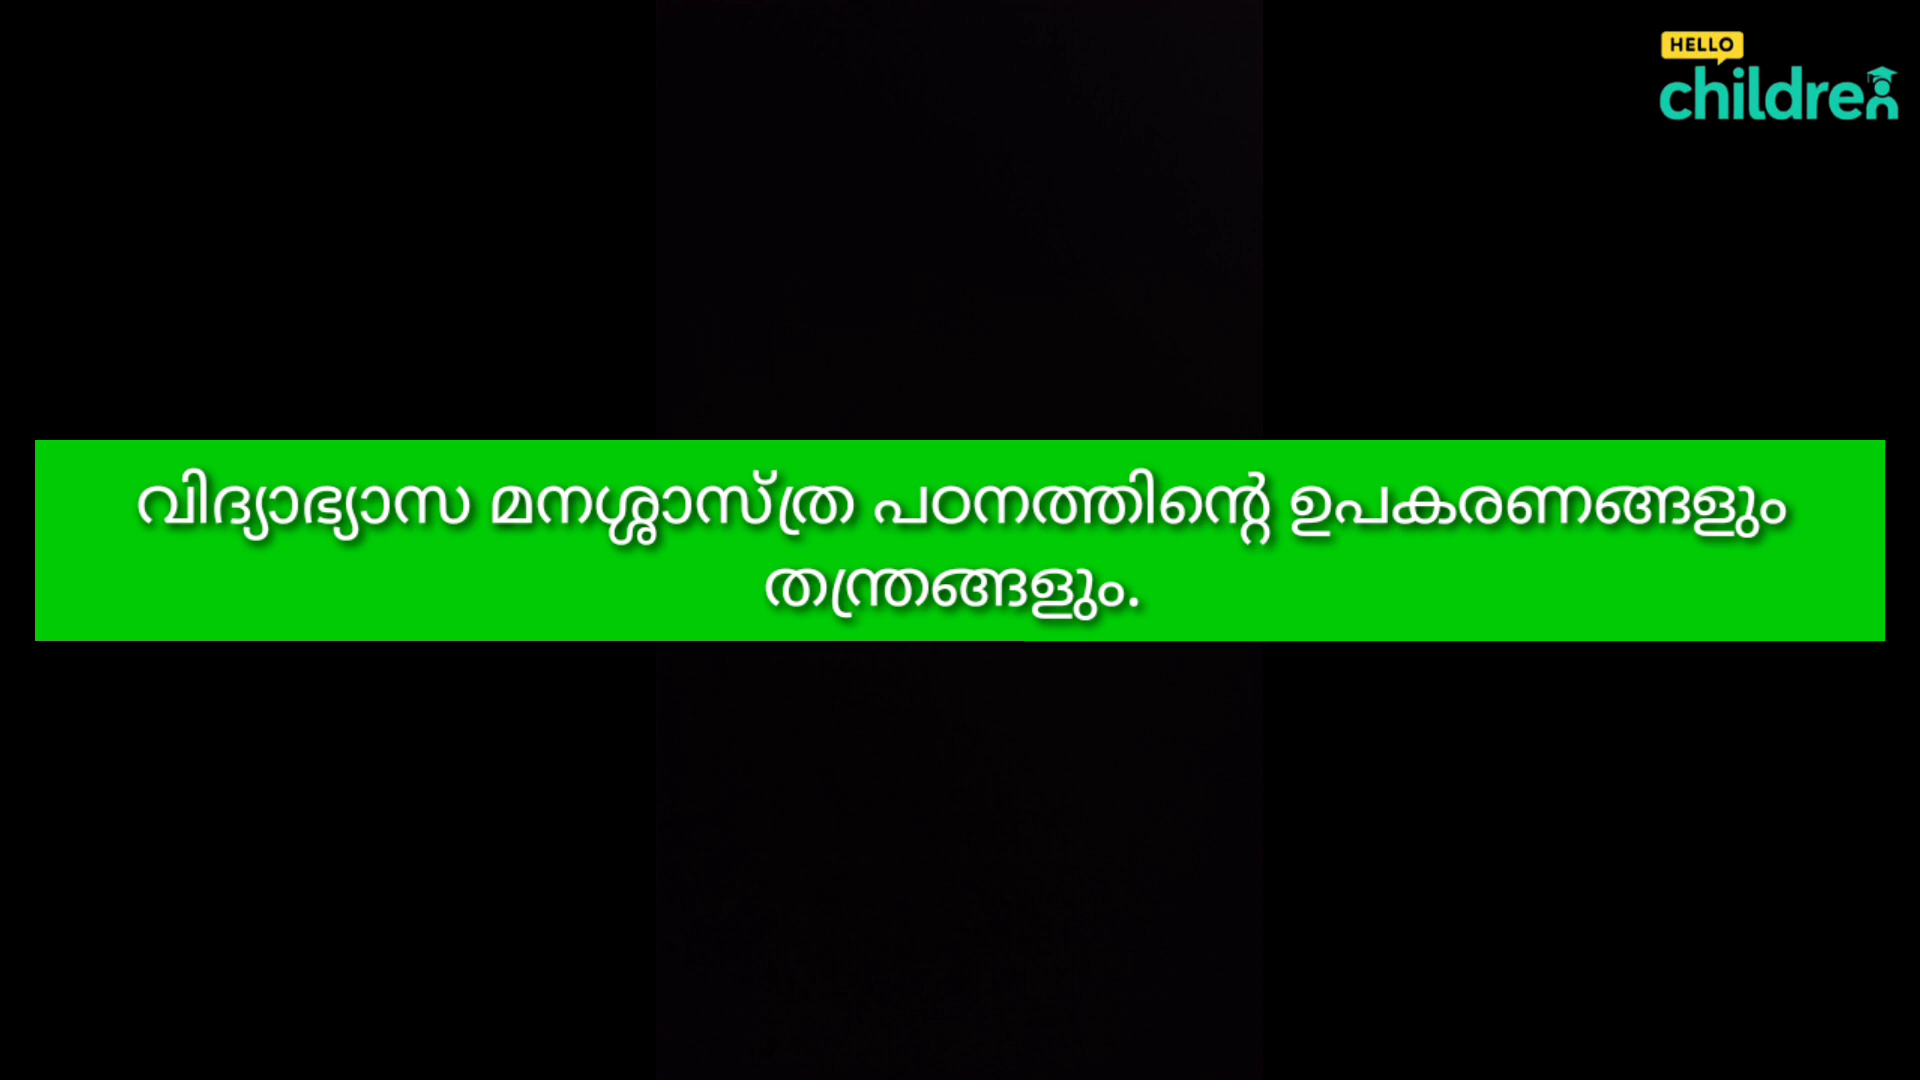 HELLO
children
വിദ്യാഭ്യാസ മനശ്ശാസ്ത്ര പഠനത്തിന്റെ ഉപകരണങ്ങളും
തന്ത്രങ്ങളും.